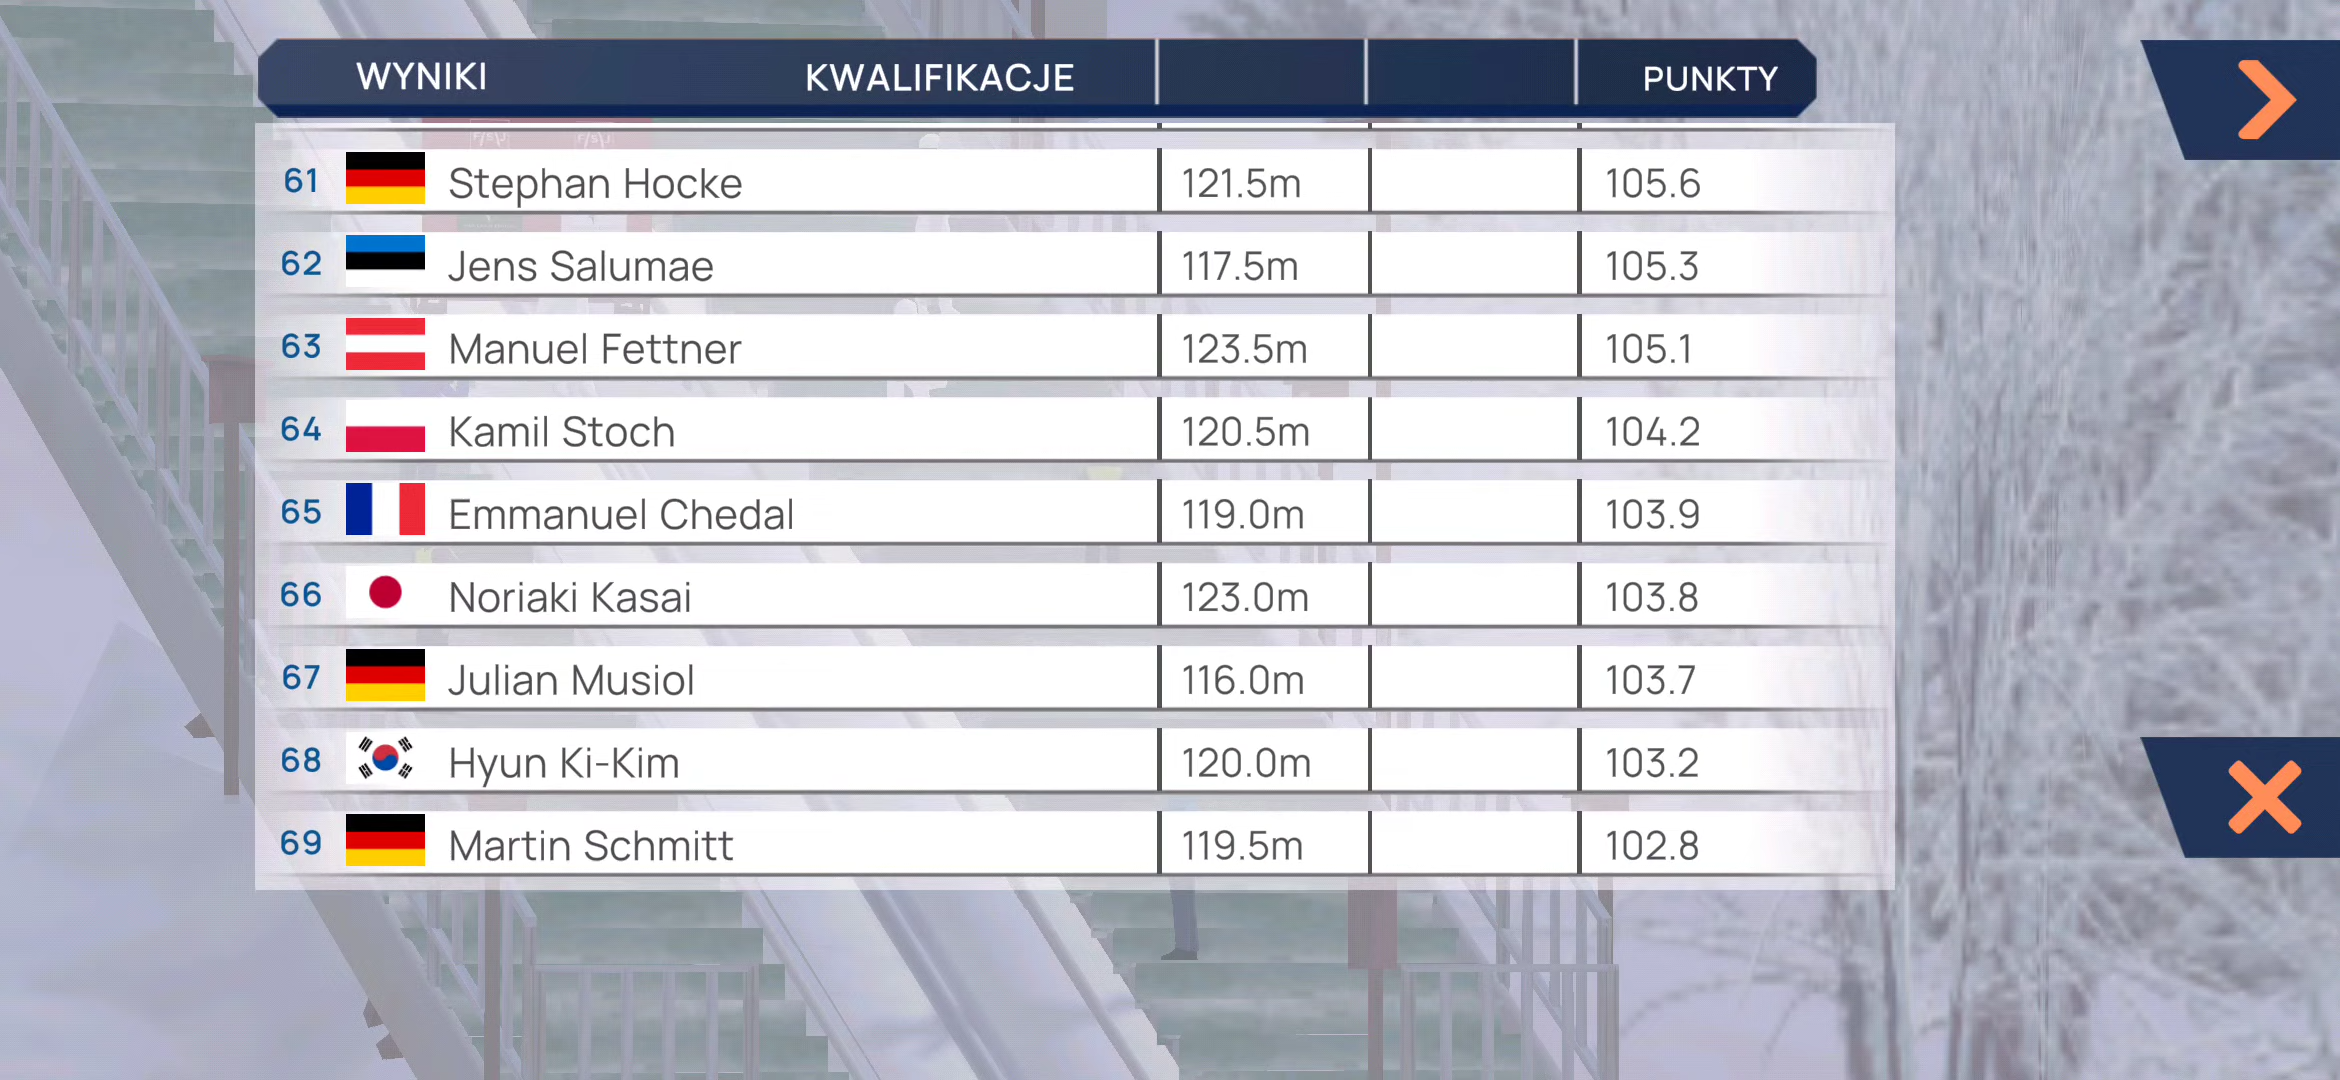 WYNIKI KWALIFIKACJE PUNKTY
61 Stephan Hocke 121.5m 105.6
62 Jens Salumae 117.5m 105.3
63 Manuel Fettner 123.5m 105.1
64 Kamil Stoch 120.5m 104.2
65 Emmanuel Chedal 119.0m 103.9
66 Noriaki Kasai 123.0m 103.8
67 Julian Musiol 116.0m 103.7
68 Hyun Ki-Kim 120.0m 103.2
69 Martin Schmitt 119.5m 102.8